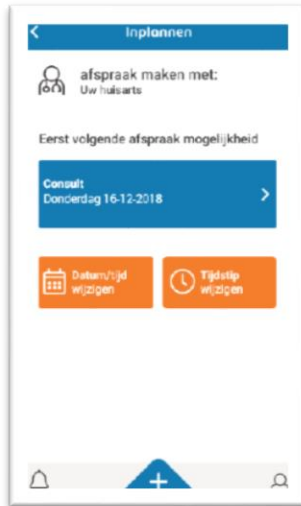 Inplannen
afspraak maken met:
Uw huisarts
Eerst volgende afspraak mogelijkheid
Consult
Donderdag 16-12-2018
Datum/tijd
wijzigen
Tijdstip
wijzigen